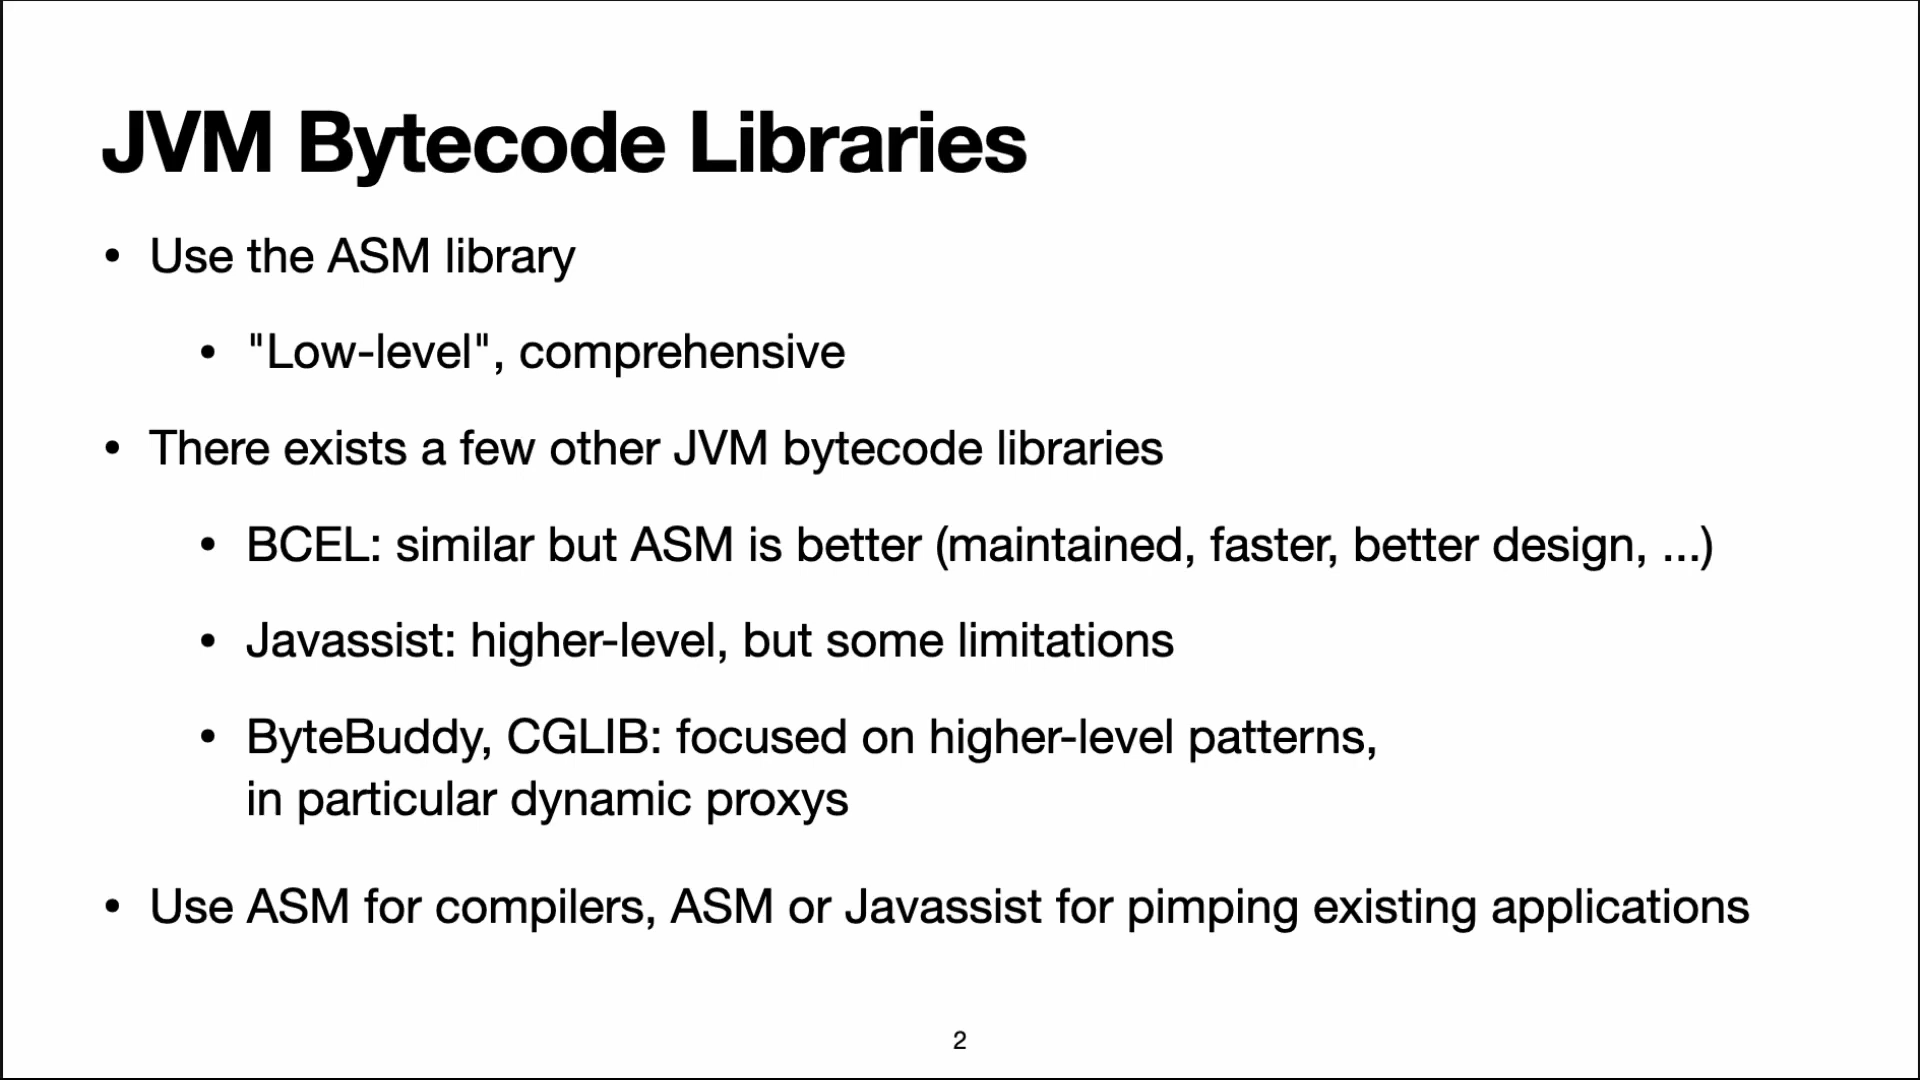 JVM Bytecode Libraries
• Use the ASM library
• "Low-level", comprehensive
• There exists a few other JVM bytecode libraries
• BCEL: similar but ASM is better (maintained, faster, better design, ...)
• Javassist: higher-level, but some limitations
• ByteBuddy, CGLIB: focused on higher-level patterns,
in particular dynamic proxys
• Use ASM for compilers, ASM or Javassist for pimping existing applications
2